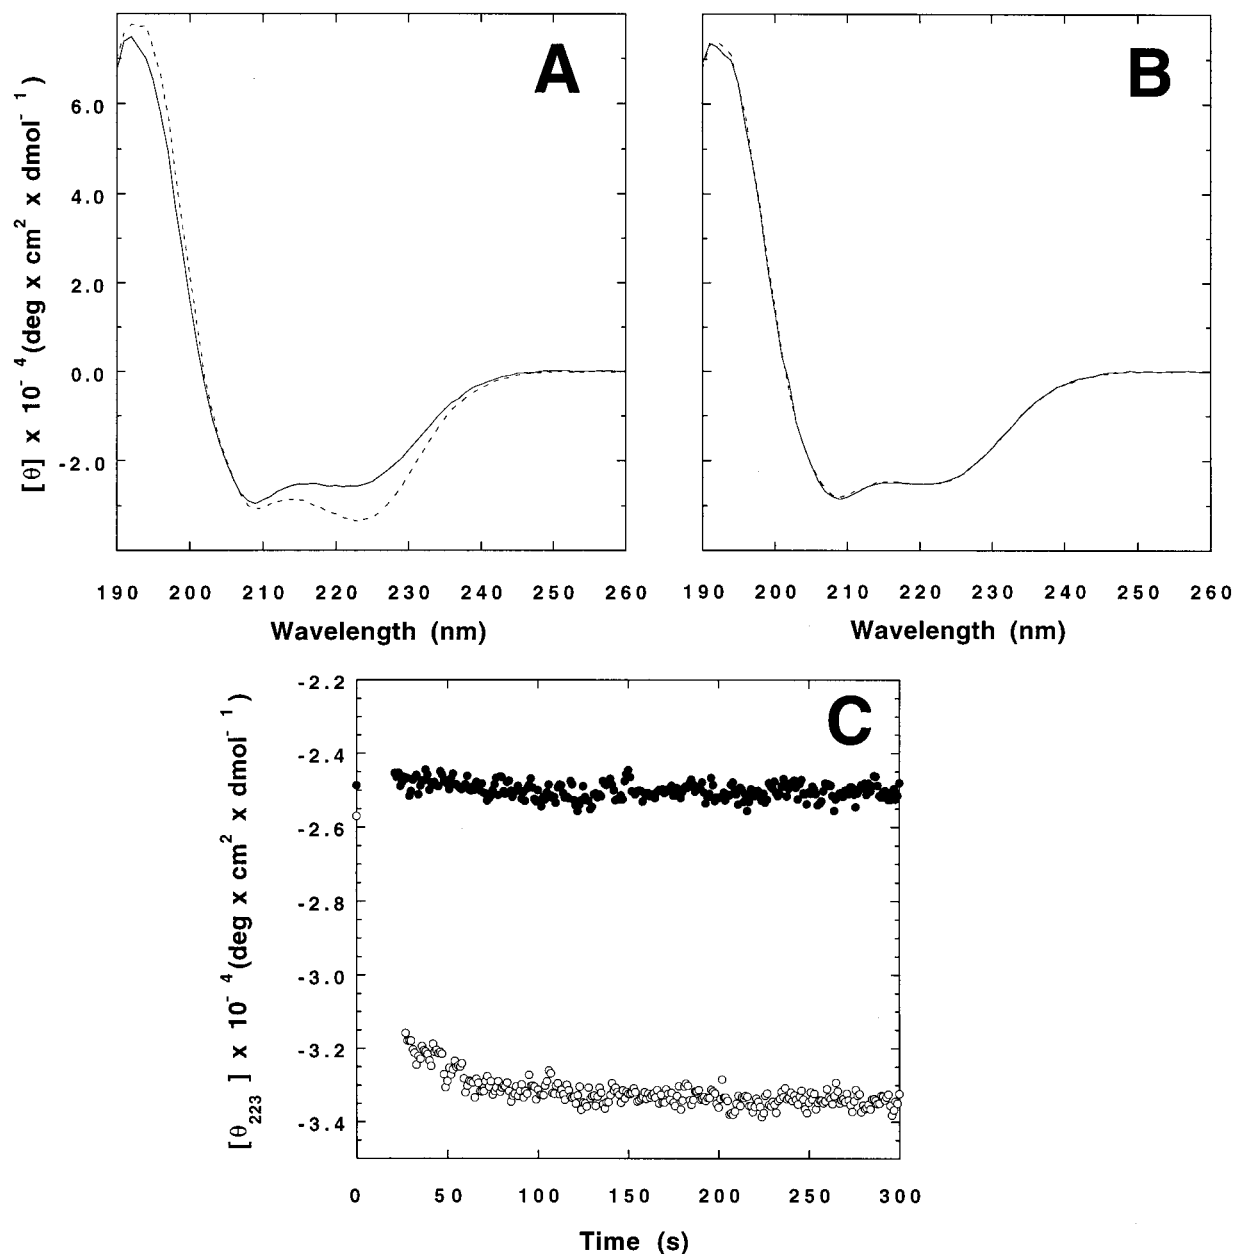 A
B
[θ] x 10⁻⁴ (deg x cm² x dmol⁻¹)
6.0
4.0
2.0
0.0
-2.0
190 200 210 220 230 240 250 260
190 200 210 220 230 240 250 260
Wavelength (nm)
Wavelength (nm)
C
[θ₂₂₃] x 10⁻⁴ (deg x cm² x dmol⁻¹)
-2.2
-2.4
-2.6
-2.8
-3.0
-3.2
-3.4
0 50 100 150 200 250 300
Time (s)